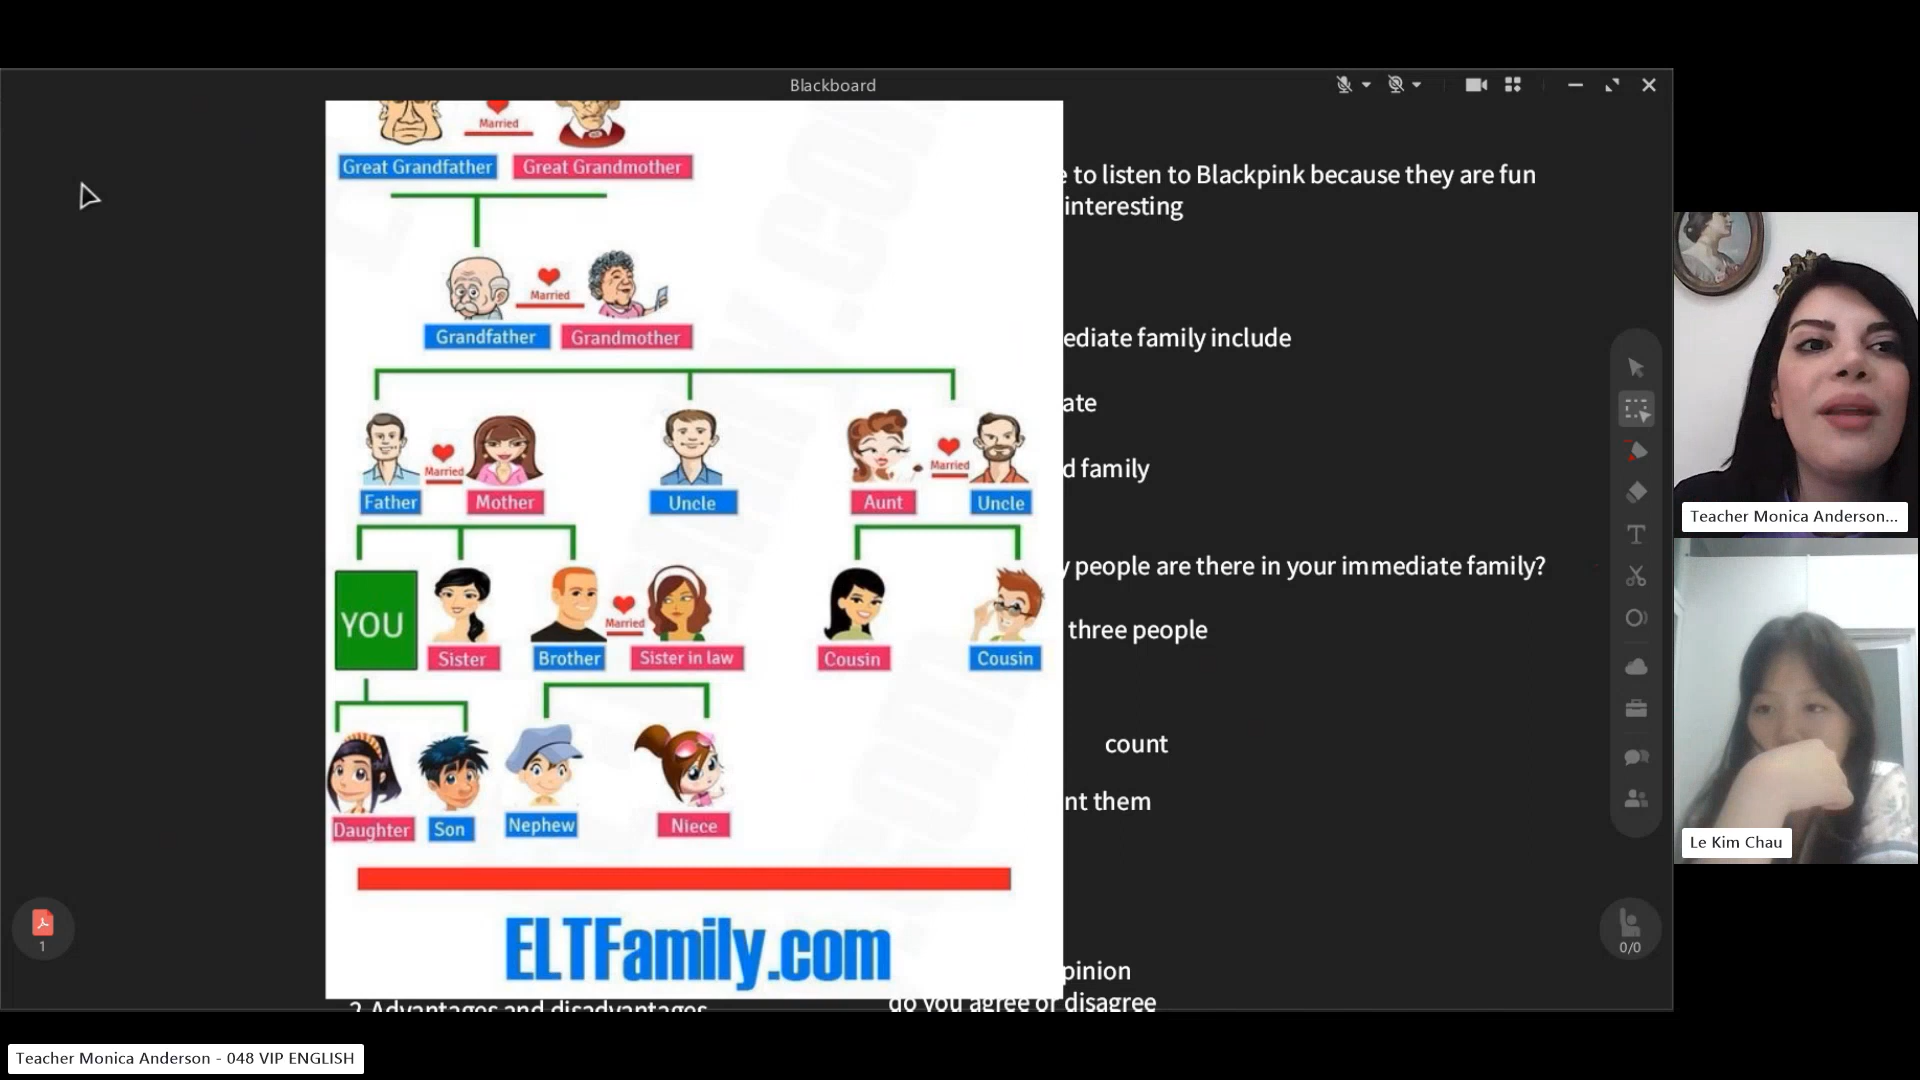 Blackboard
Married
Great Grandfather Great Grandmother
e to listen to Blackpink because they are fun
interesting
Married
Grandfather Grandmother
ediate family include
ate
Married Married
d family
Father Mother Uncle Aunt Uncle
Teacher Monica Anderson...
y people are there in your immediate family?
YOU Married
three people
Sister Brother Sister in law Cousin Cousin
count
nt them
Daughter Son Nephew Niece
Le Kim Chau
ELTFamily.com
1
0/0
pinion
2 Advantages and disadvantages
do you agree or disagree
Teacher Monica Anderson - 048 VIP ENGLISH